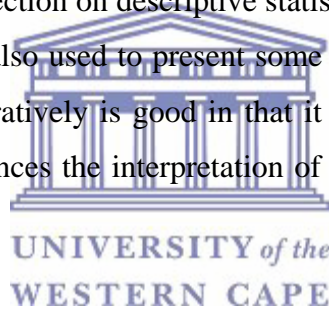 ection on descriptive statis
also used to present some
ratively is good in that it
nces the interpretation of
UNIVERSITY of the
WESTERN CAPE